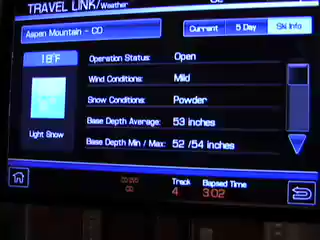 TRAVEL LINK/Weather
Aspen Mountain - CO
Current
5 Day
Ski Info
18°F
Light Snow
Operation Status: Open
Wind Conditions: Mild
Snow Conditions: Powder
Base Depth Average: 53 inches
Base Depth Min / Max: 52 /54 inches
Track
4
Elapsed Time
3:02